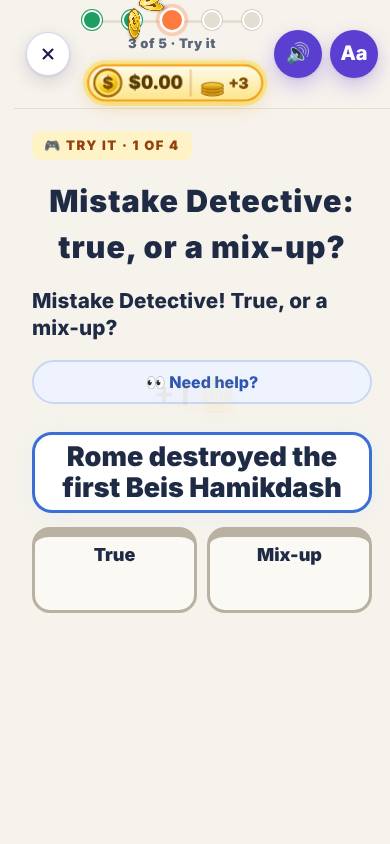 3 of 5 · Try it
$ $0.00 +3
Aa
TRY IT · 1 OF 4
Mistake Detective:
true, or a mix-up?
Mistake Detective! True, or a
mix-up?
Need help?
+1
Rome destroyed the
first Beis Hamikdash
True
Mix-up